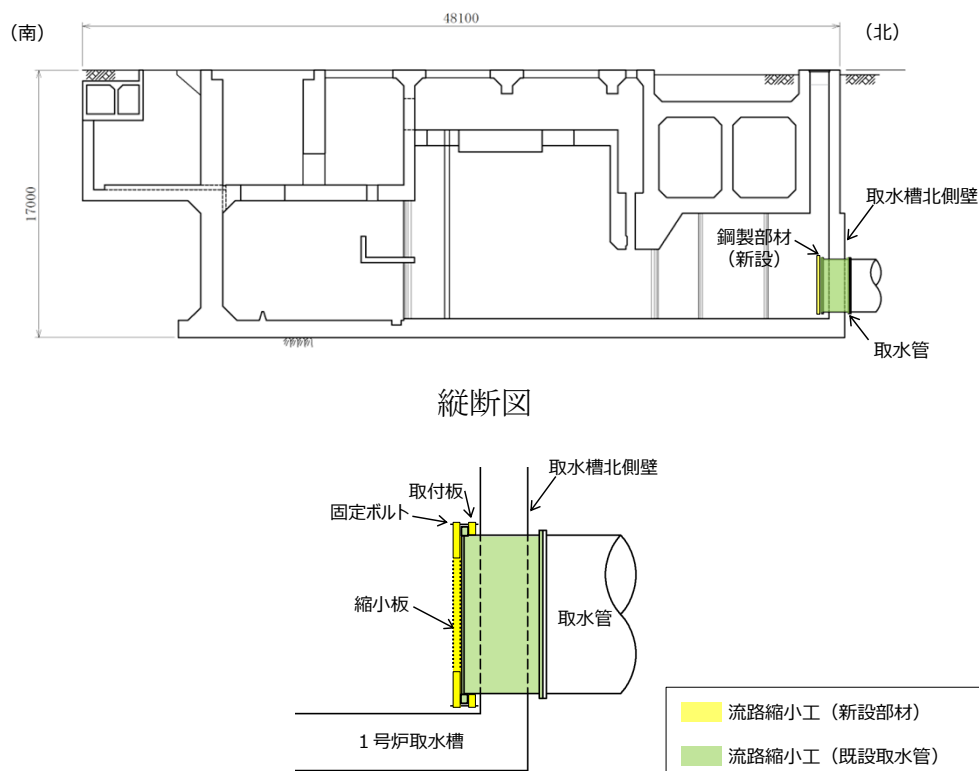 48100
（南）
（北）
17000
取水槽北側壁
鋼製部材
（新設）
取水管
縦断図
取水槽北側壁
取付板
固定ボルト
縮小板
取水管
１号炉取水槽
流路縮小工（新設部材）
流路縮小工（既設取水管）